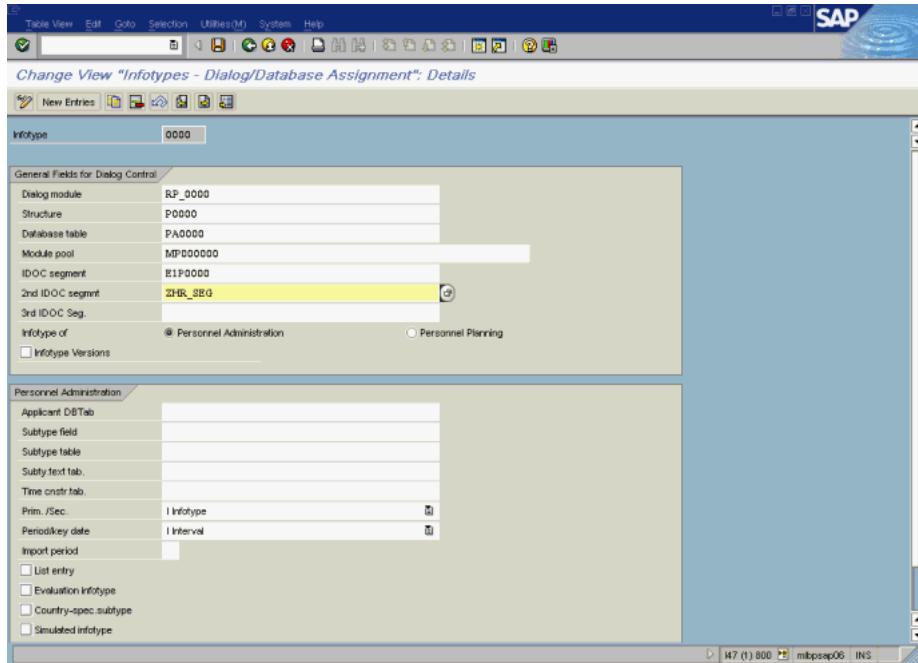 Table View Edit Goto Selection Utilities(M) System Help
SAP
Change View "Infotypes - Dialog/Database Assignment": Details
New Entries
Infotype 0000
General Fields for Dialog Control
Dialog module RP_0000
Structure P0000
Database table PA0000
Module pool MP000000
IDOC segment E1P0000
2nd IDOC segmnt ZHR_SEG
3rd IDOC Seg.
Infotype of Personnel Administration Personnel Planning
Infotype Versions
Personnel Administration
Applicant DBTab
Subtype field
Subtype table
Subty.text tab.
Time cnstr.tab.
Prim. /Sec. I Infotype
Period/key date I Interval
Import period
List entry
Evaluation infotype
Country-spec.subtype
Simulated infotype
I47 (1) 800 mlbpsap06 INS